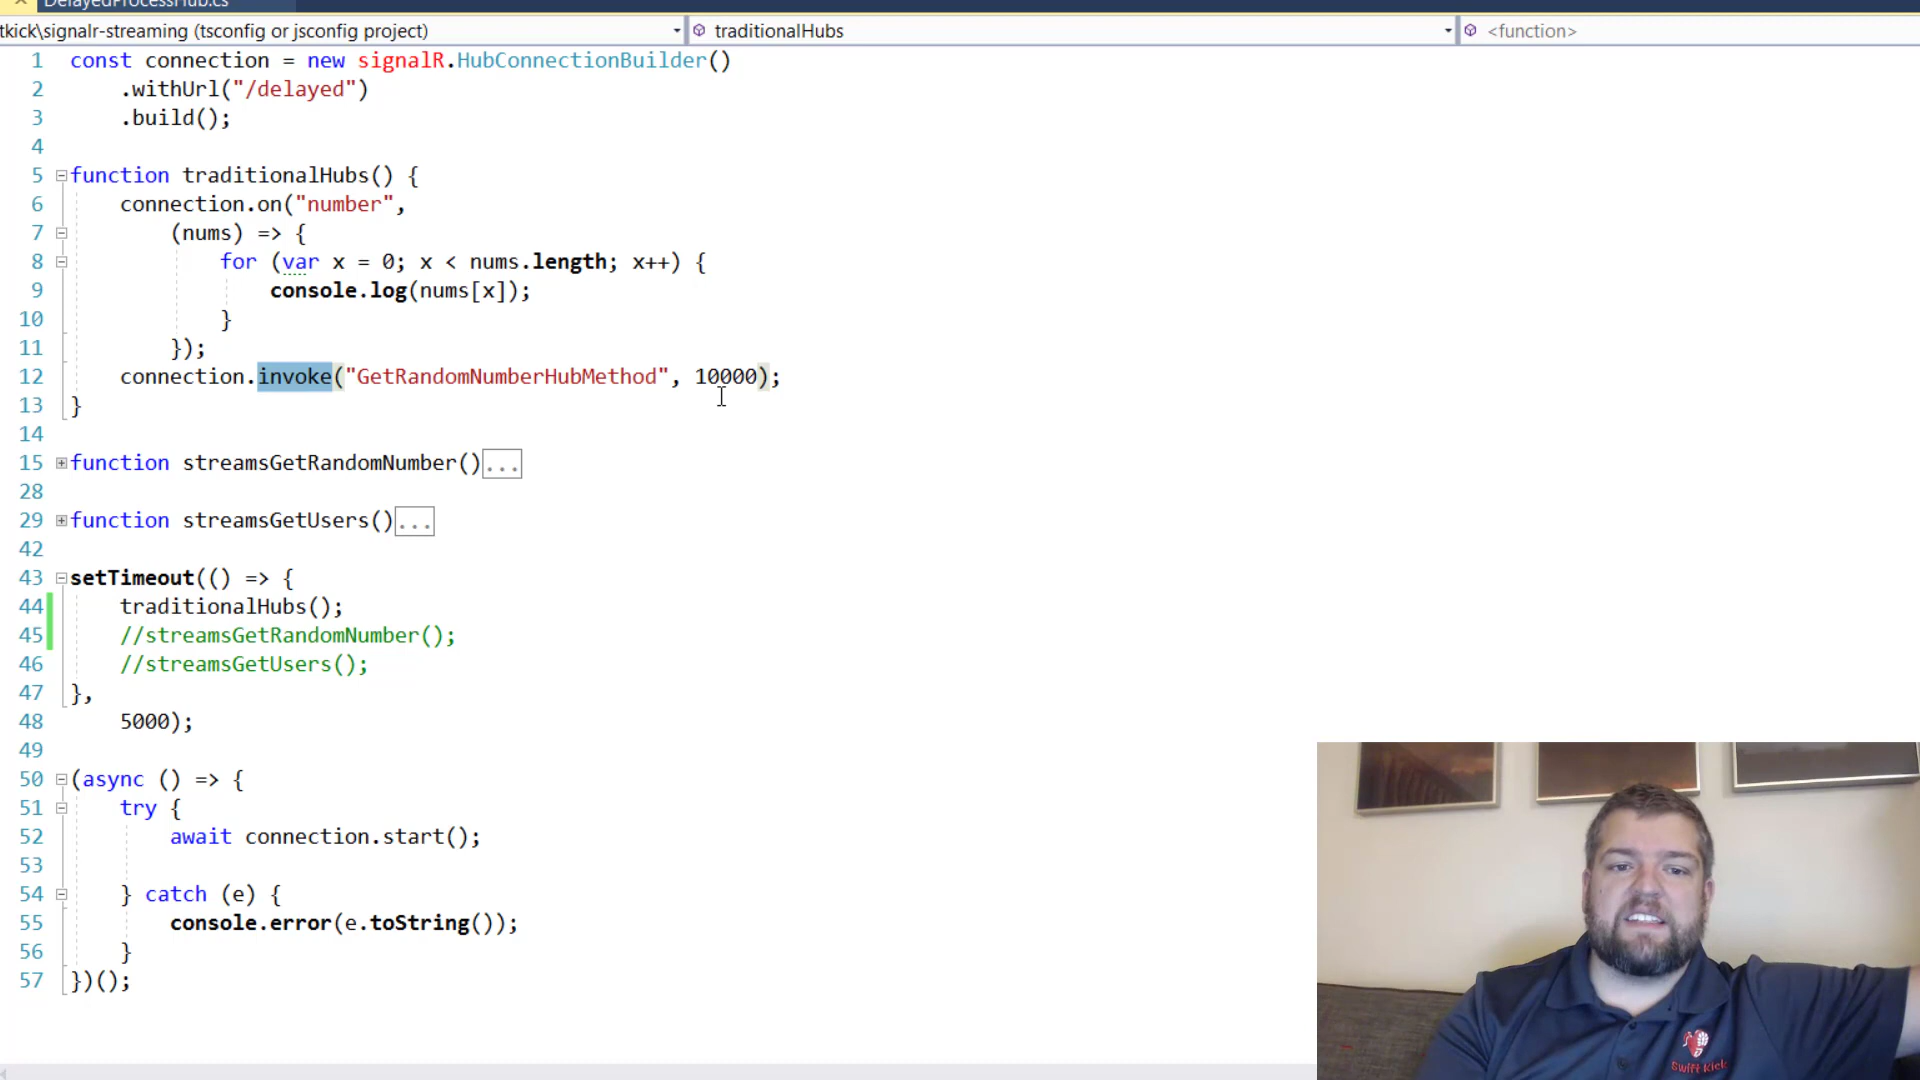 DelayedProcessHub.cs
tkick\signalr-streaming (tsconfig or jsconfig project)
traditionalHubs
<function>
1 const connection = new signalR.HubConnectionBuilder()
2 .withUrl("/delayed")
3 .build();
4
5 function traditionalHubs() {
6 connection.on("number",
7 (nums) => {
8 for (var x = 0; x < nums.length; x++) {
9 console.log(nums[x]);
10 }
11 });
12 connection.invoke("GetRandomNumberHubMethod", 10000);
13 }
14
15 function streamsGetRandomNumber()...
28
29 function streamsGetUsers()...
42
43 setTimeout(() => {
44 traditionalHubs();
45 //streamsGetRandomNumber();
46 //streamsGetUsers();
47 },
48 5000);
49
50 (async () => {
51 try {
52 await connection.start();
53
54 } catch (e) {
55 console.error(e.toString());
56 }
57 })();
Swift Kick